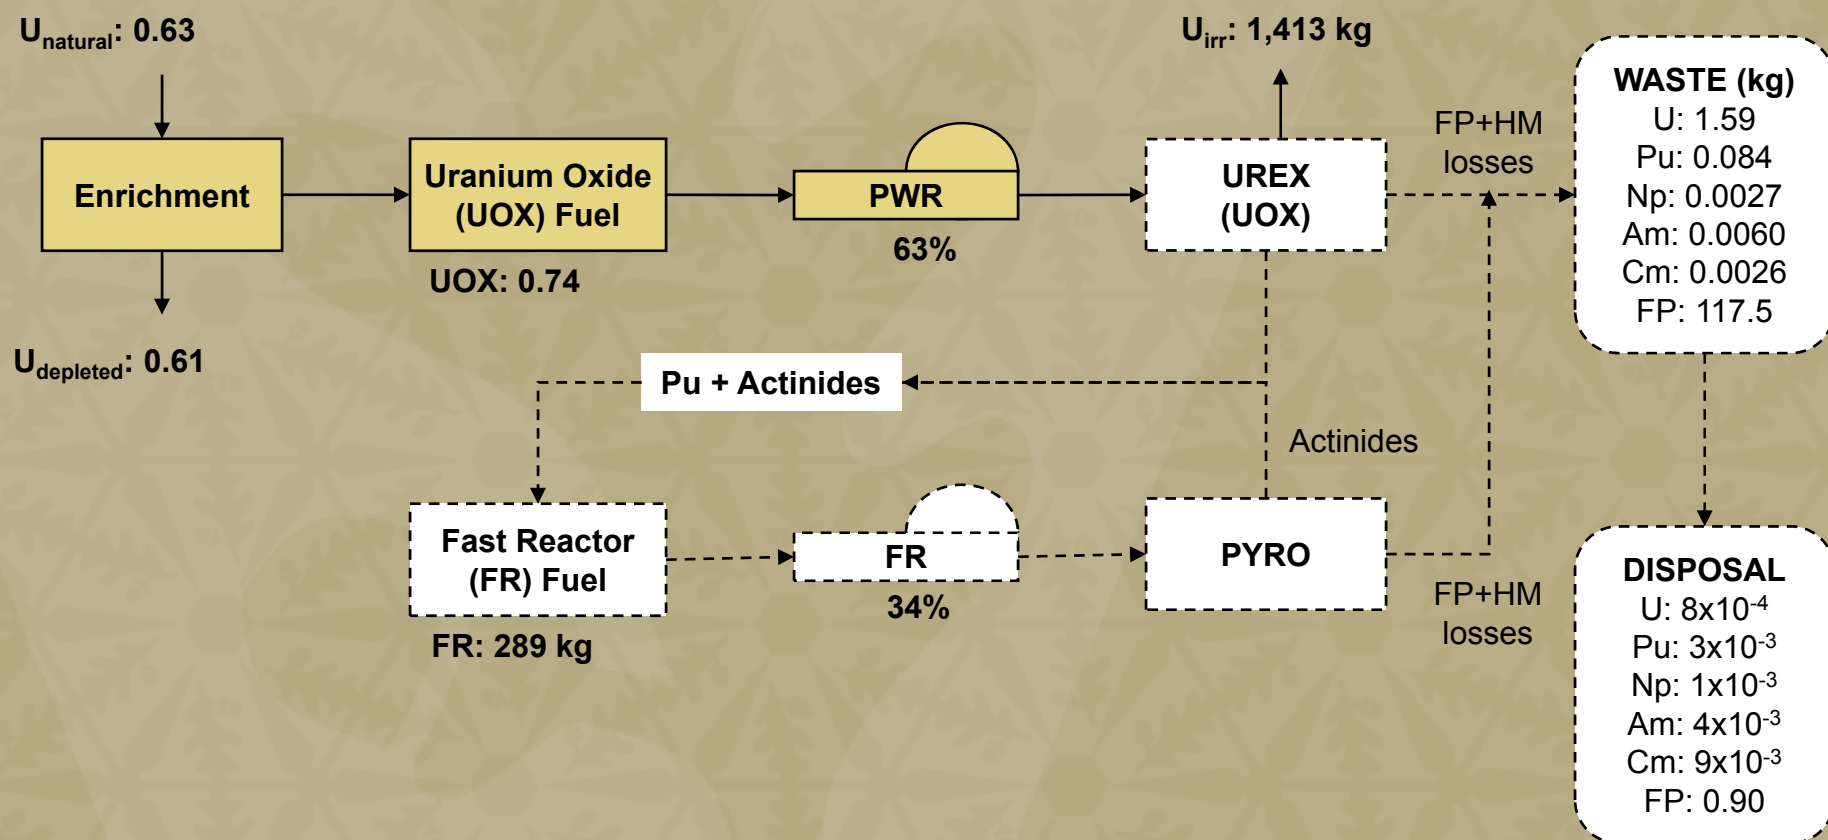 U_natural: 0.63
Enrichment
U_depleted: 0.61
Uranium Oxide
(UOX) Fuel
UOX: 0.74
PWR
63%
U_irr: 1,413 kg
UREX
(UOX)
FP+HM
losses
WASTE (kg)
U: 1.59
Pu: 0.084
Np: 0.0027
Am: 0.0060
Cm: 0.0026
FP: 117.5
Pu + Actinides
Actinides
Fast Reactor
(FR) Fuel
FR: 289 kg
FR
34%
PYRO
FP+HM
losses
DISPOSAL
U: 8x10⁻⁴
Pu: 3x10⁻³
Np: 1x10⁻³
Am: 4x10⁻³
Cm: 9x10⁻³
FP: 0.90